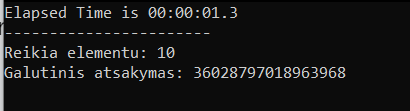 Elapsed Time is 00:00:01.3
-----------------------
Reikia elementu: 10
Galutinis atsakymas: 36028797018963968